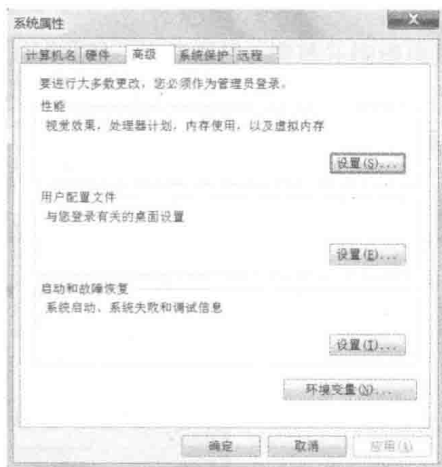 系统属性
计算机名 硬件 高级 系统保护 远程
要进行大多数更改，您必须作为管理员登录。
性能
视觉效果，处理器计划，内存使用，以及虚拟内存
设置(S)...
用户配置文件
与您登录有关的桌面设置
设置(E)...
启动和故障恢复
系统启动、系统失败和调试信息
设置(T)...
环境变量(N)...
确定 取消 应用(A)